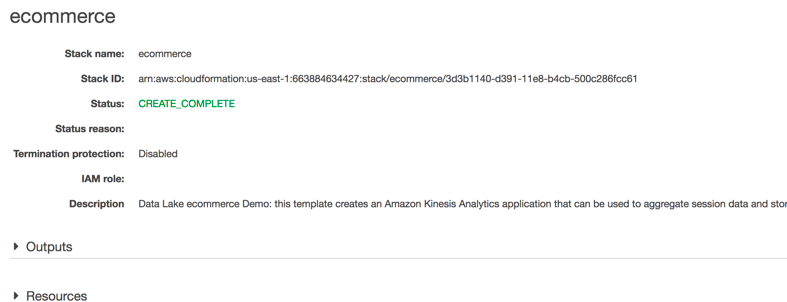 ecommerce
Stack name: ecommerce
Stack ID: arn:aws:cloudformation:us-east-1:663884634427:stack/ecommerce/3d3b1140-d391-11e8-b4cb-500c286fcc61
Status: CREATE_COMPLETE
Status reason:
Termination protection: Disabled
IAM role:
Description Data Lake ecommerce Demo: this template creates an Amazon Kinesis Analytics application that can be used to aggregate session data and stor
Outputs
Resources